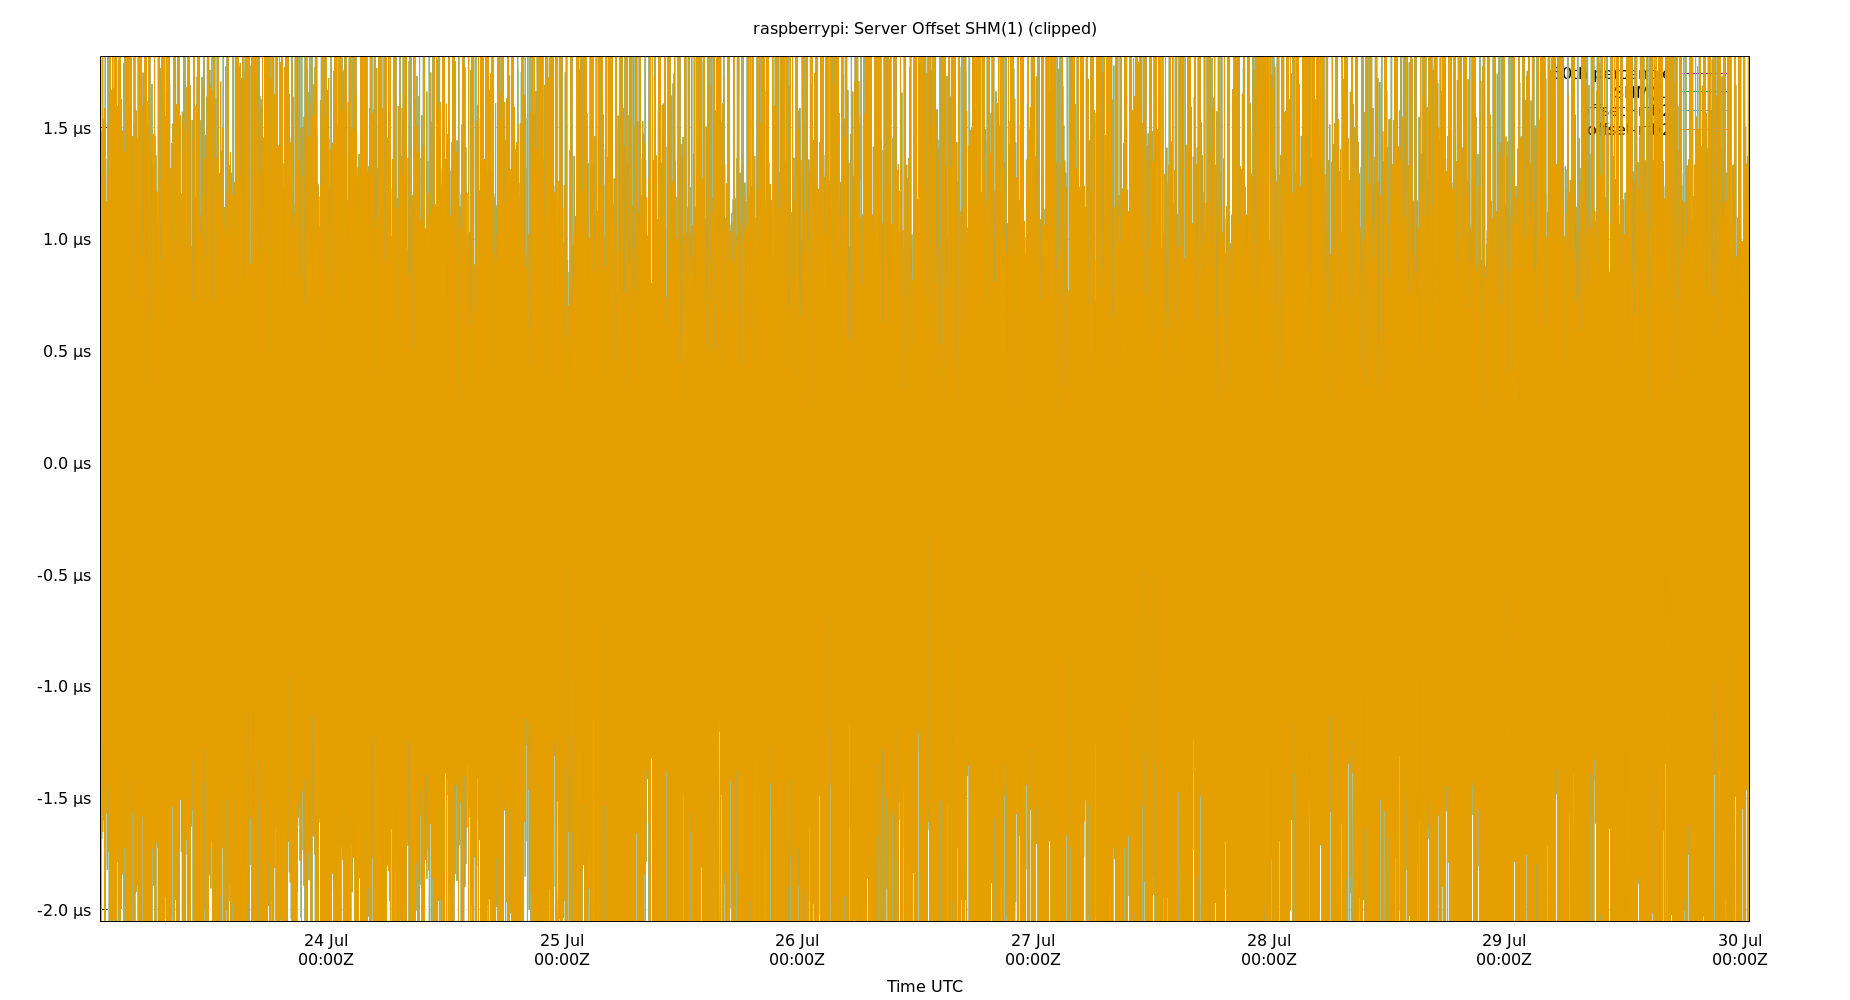 raspberrypi: Server Offset SHM(1) (clipped)
1.5 µs
1.0 µs
0.5 µs
0.0 µs
-0.5 µs
-1.0 µs
-1.5 µs
-2.0 µs
24 Jul
00:00Z
25 Jul
00:00Z
26 Jul
00:00Z
27 Jul
00:00Z
28 Jul
00:00Z
29 Jul
00:00Z
30 Jul
00:00Z
Time UTC